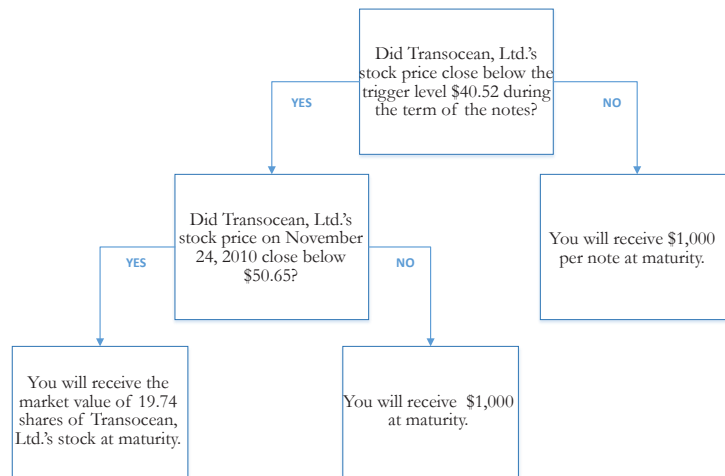 Did Transocean, Ltd.'s
stock price close below the
trigger level $40.52 during
the term of the notes?
YES
NO
Did Transocean, Ltd.'s
stock price on November
24, 2010 close below
$50.65?
You will receive $1,000
per note at maturity.
YES
NO
You will receive the
market value of 19.74
shares of Transocean,
Ltd.'s stock at maturity.
You will receive $1,000
at maturity.